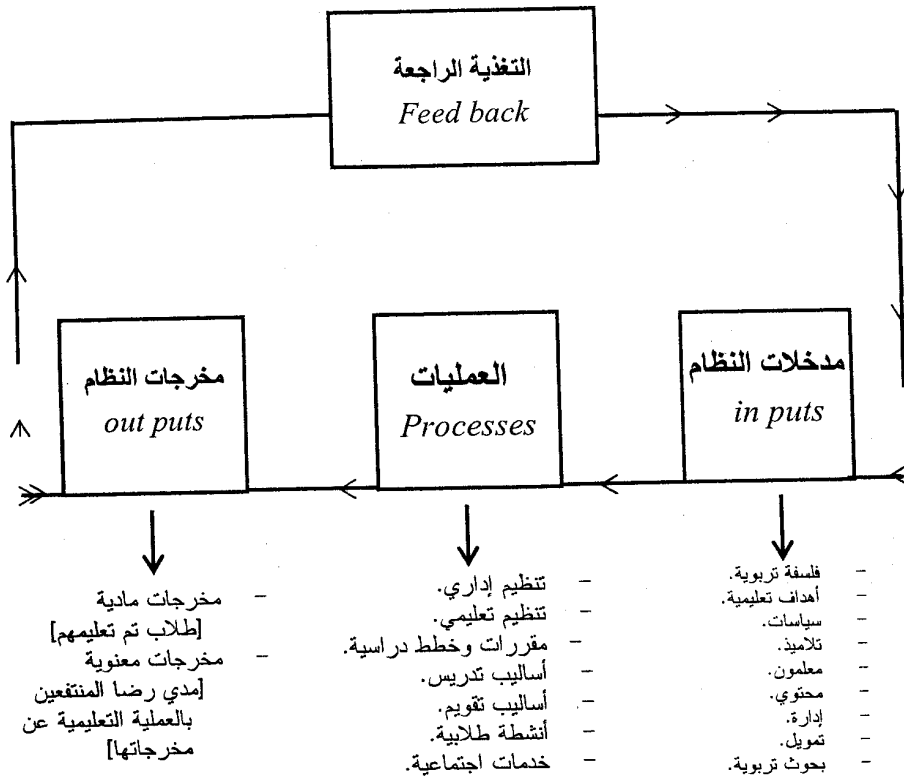 التغذية الراجعة
Feed back
مدخلات النظام
in puts
العمليات
Processes
مخرجات النظام
out puts
– فلسفة تربوية.
– أهداف تعليمية.
– سياسات.
– تلاميذ.
– معلمون.
– محتوي.
– إدارة.
– تمويل.
– بحوث تربوية.
– تنظيم إداري.
– تنظيم تعليمي.
– مقررات وخطط دراسية.
– أساليب تدريس.
– أساليب تقويم.
– أنشطة طلابية.
– خدمات اجتماعية.
– مخرجات مادية
[طلاب تم تعليمهم]
– مخرجات معنوية
[مدي رضا المنتفعين
بالعملية التعليمية عن
مخرجاتها]